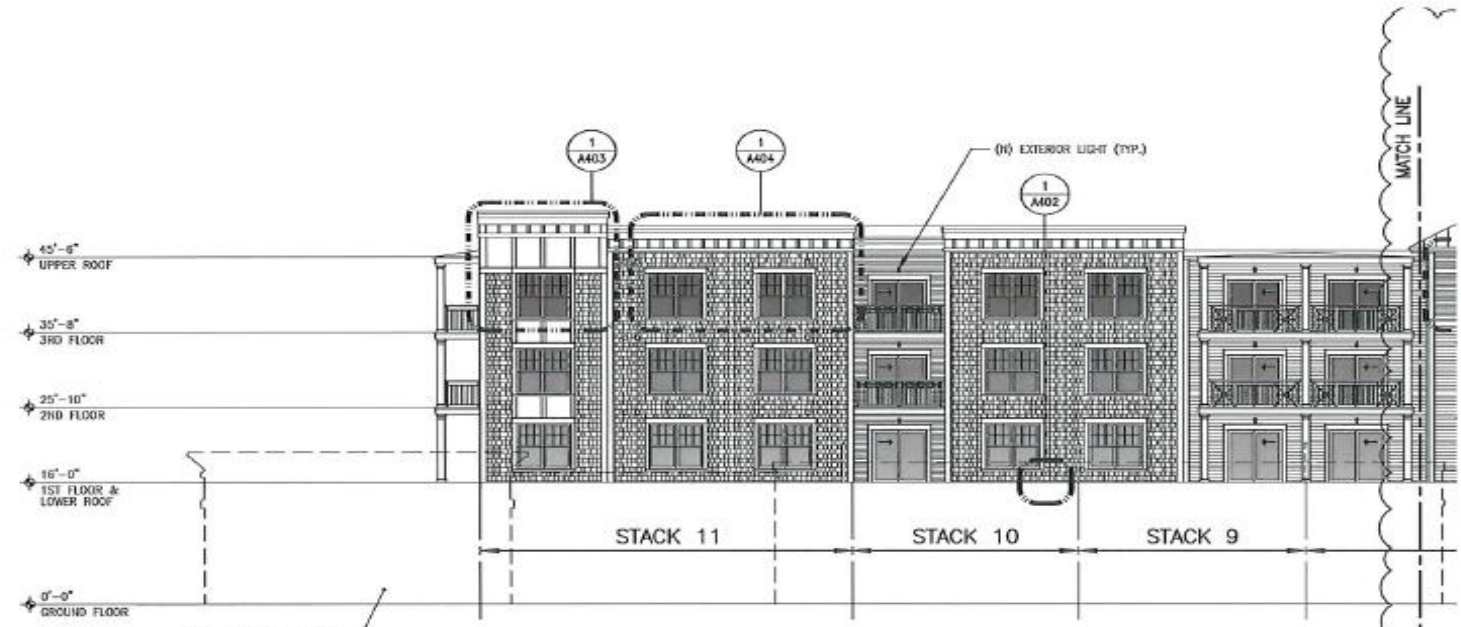 MATCH LINE
1
A403
1
A404
(N) EXTERIOR LIGHT (TYP.)
1
A402
45'-6"
UPPER ROOF
35'-8"
3RD FLOOR
25'-10"
2ND FLOOR
16'-0"
1ST FLOOR &
LOWER ROOF
STACK 11
STACK 10
STACK 9
0'-0"
GROUND FLOOR